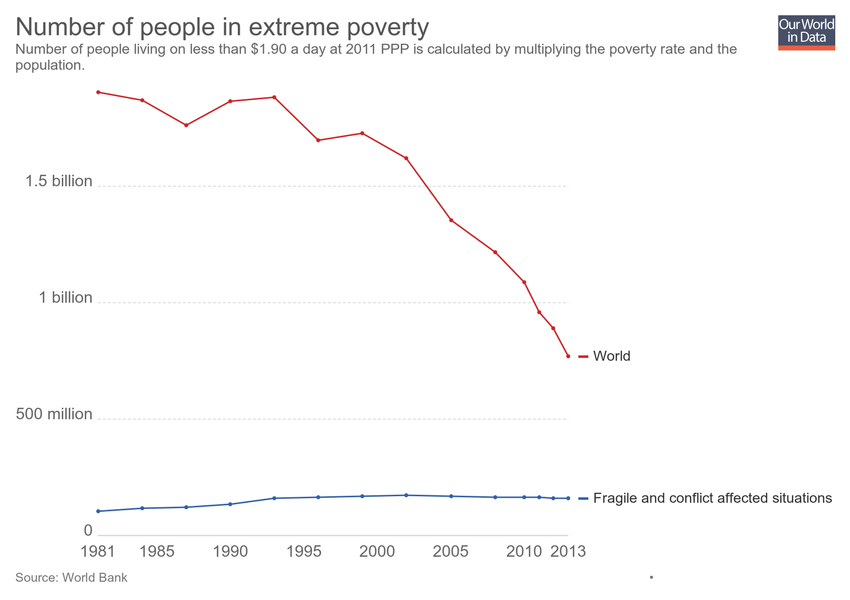 Number of people in extreme poverty
Our World
in Data
Number of people living on less than $1.90 a day at 2011 PPP is calculated by multiplying the poverty rate and the
population.
1.5 billion
1 billion
World
500 million
Fragile and conflict affected situations
0
1981 1985 1990 1995 2000 2005 2010 2013
Source: World Bank